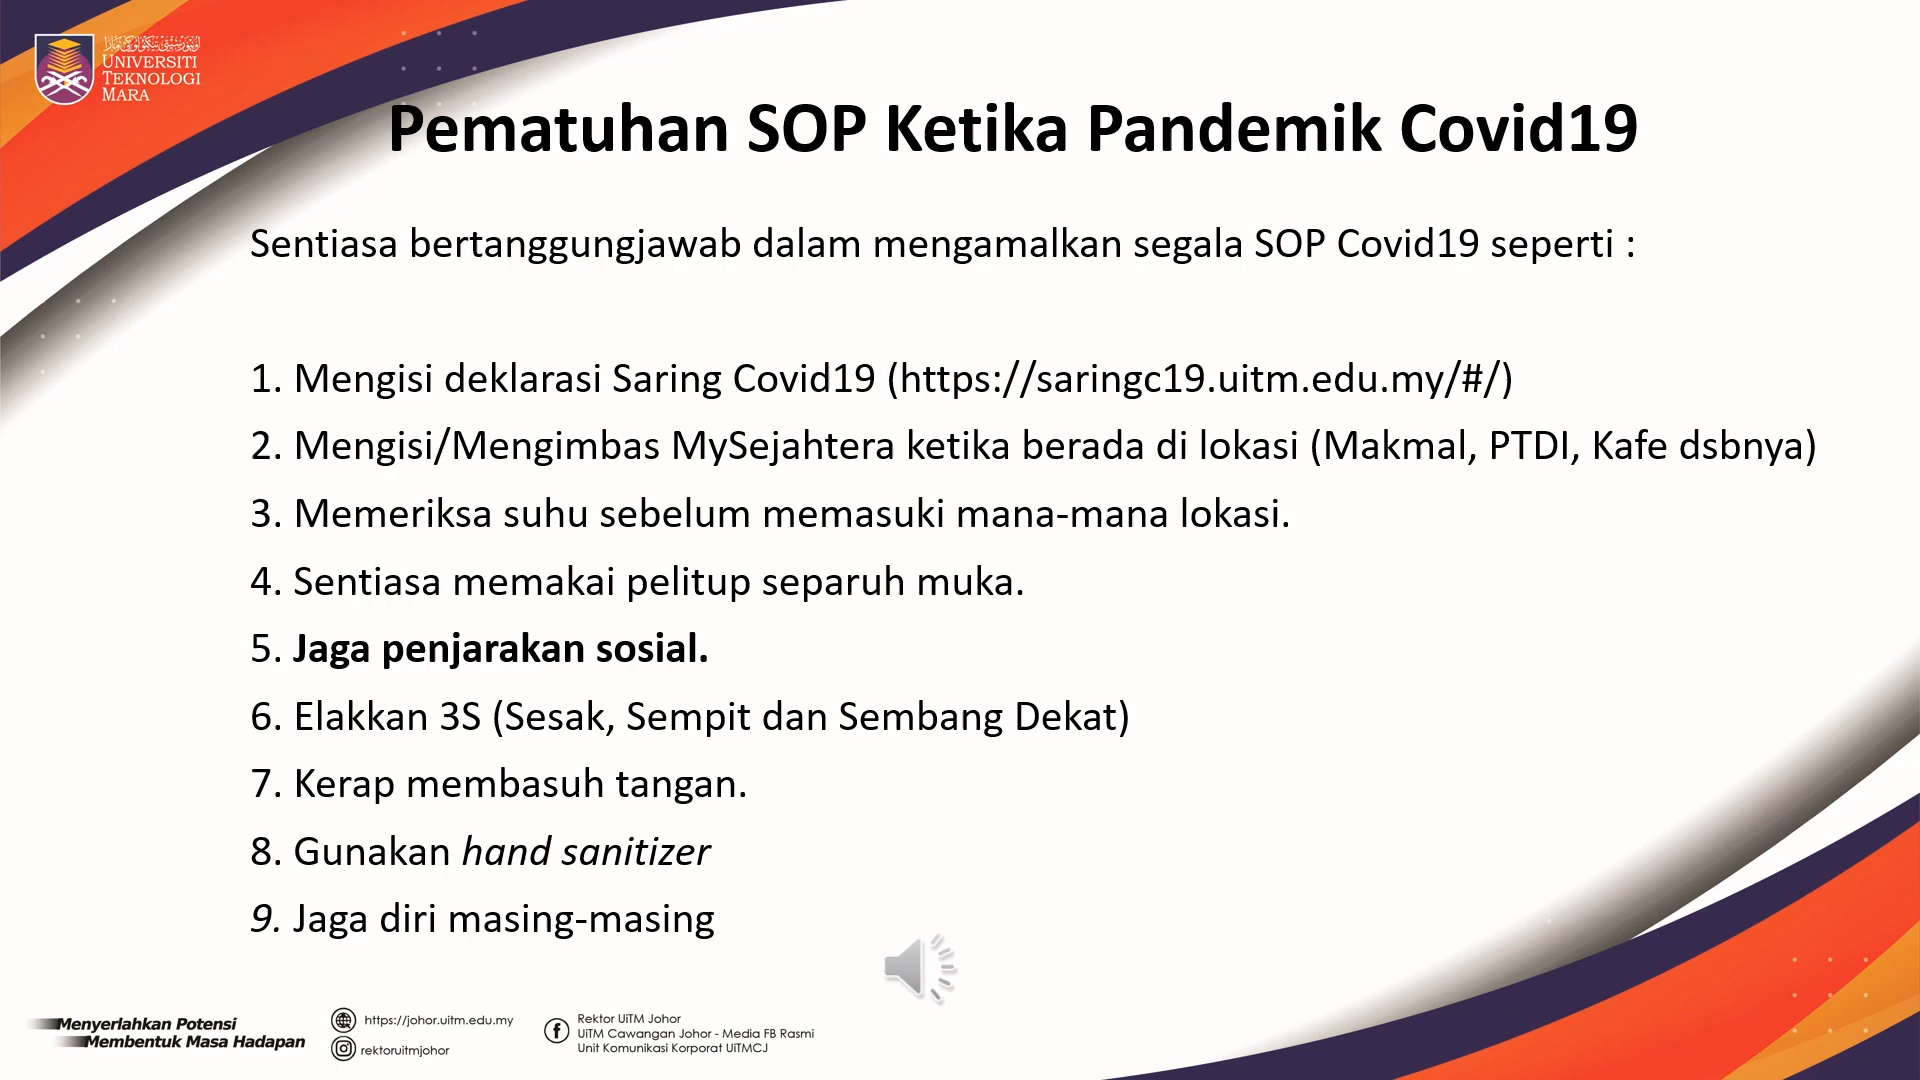 UNIVERSITI
TEKNOLOGI
MARA
Pematuhan SOP Ketika Pandemik Covid19
Sentiasa bertanggungjawab dalam mengamalkan segala SOP Covid19 seperti :
1. Mengisi deklarasi Saring Covid19 (https://saringc19.uitm.edu.my/#/)
2. Mengisi/Mengimbas MySejahtera ketika berada di lokasi (Makmal, PTDI, Kafe dsbnya)
3. Memeriksa suhu sebelum memasuki mana-mana lokasi.
4. Sentiasa memakai pelitup separuh muka.
5. Jaga penjarakan sosial.
6. Elakkan 3S (Sesak, Sempit dan Sembang Dekat)
7. Kerap membasuh tangan.
8. Gunakan hand sanitizer
9. Jaga diri masing-masing
Menyerlahkan Potensi
Membentuk Masa Hadapan
https://johor.uitm.edu.my
rektoruitmjohor
Rektor UiTM Johor
UiTM Cawangan Johor - Media FB Rasmi
Unit Komunikasi Korporat UiTMCJ